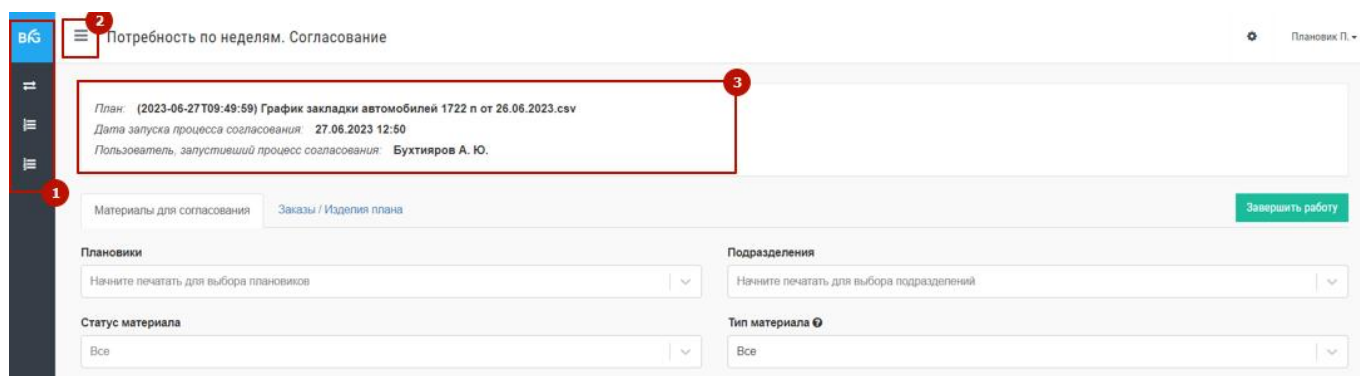 BFG
2
Потребность по неделям. Согласование
Плановик П.
3
План: (2023-06-27T09:49:59) График закладки автомобилей 1722 п от 26.06.2023.csv
Дата запуска процесса согласования: 27.06.2023 12:50
Пользователь, запустивший процесс согласования: Бухтияров А. Ю.
1
Материалы для согласования
Заказы / Изделия плана
Завершить работу
Плановики
Подразделения
Начните печатать для выбора плановиков
Начните печатать для выбора подразделений
Статус материала
Тип материала
Все
Все